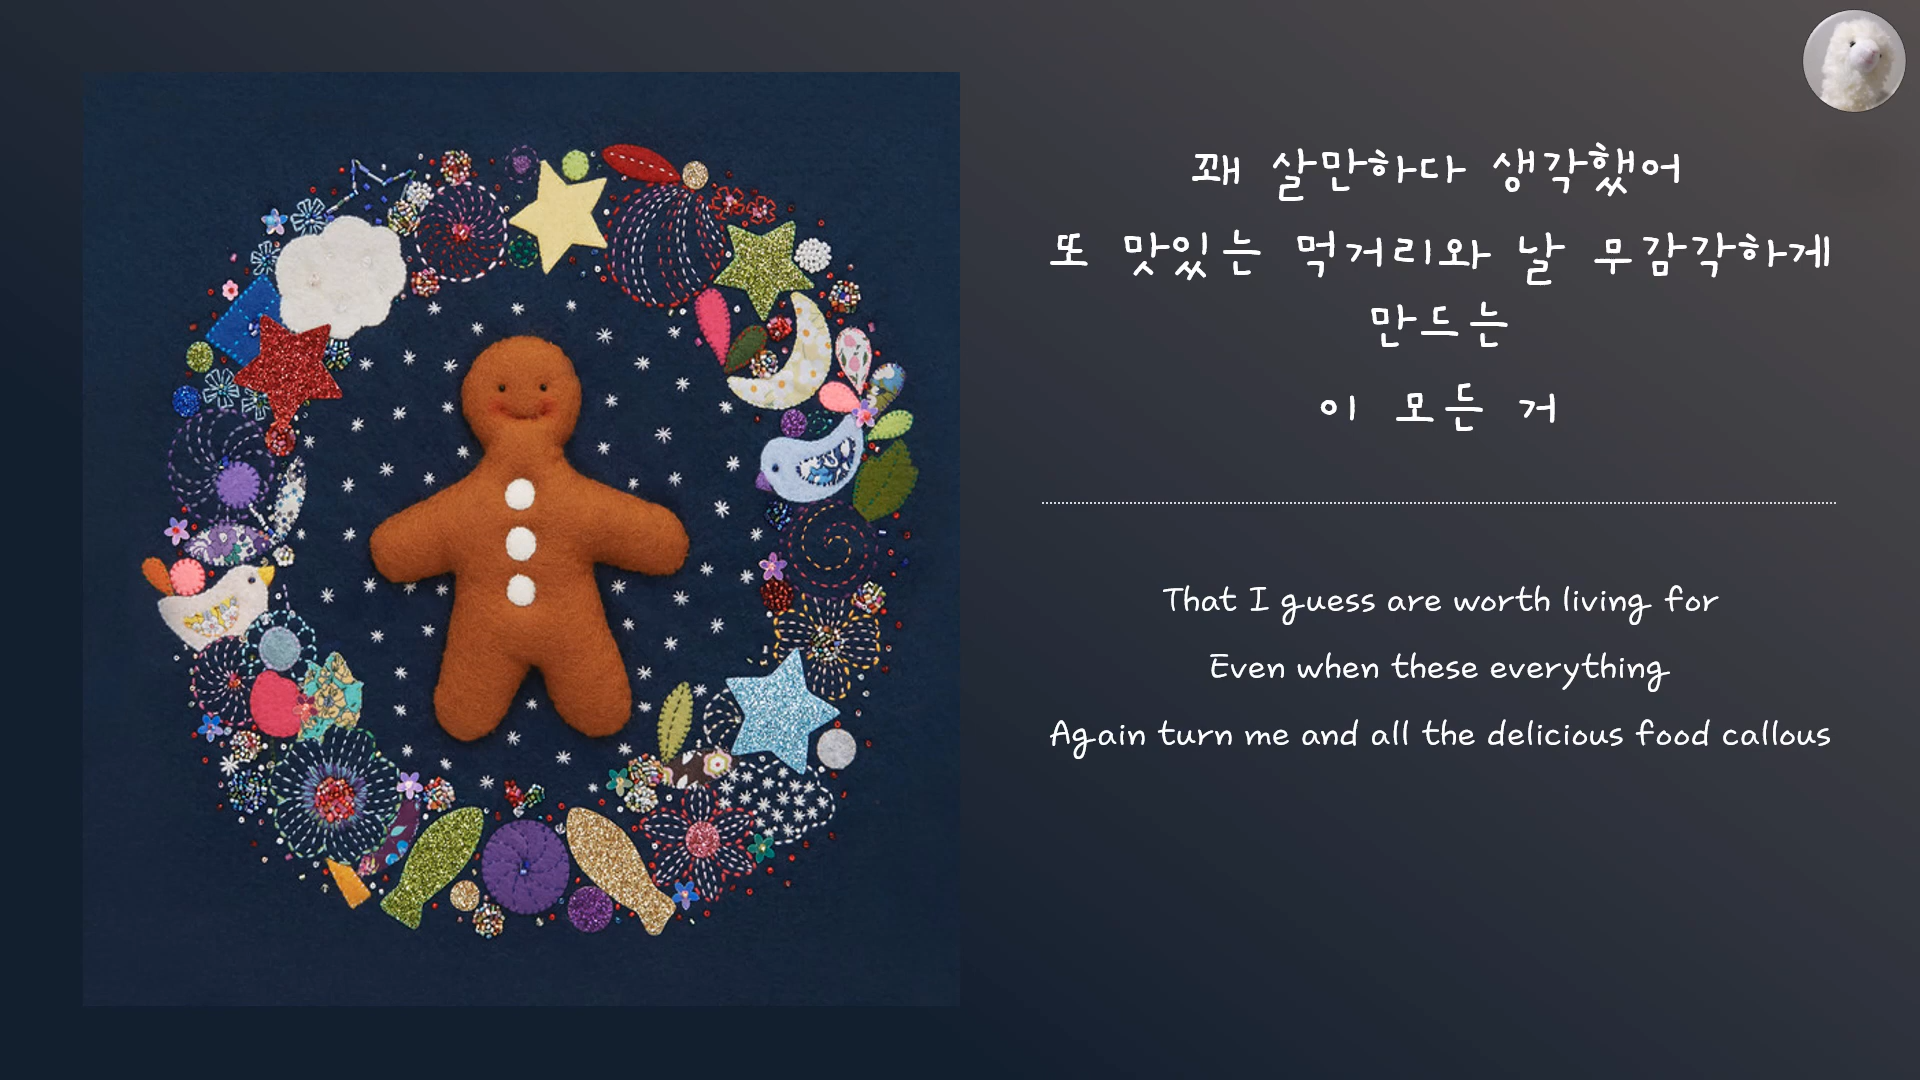 꽤 살만하다 생각했어
또 맛있는 먹거리와 날 무감각하게
만드는
이 모든 거
That I guess are worth living for
Even when these everything
Again turn me and all the delicious food callous